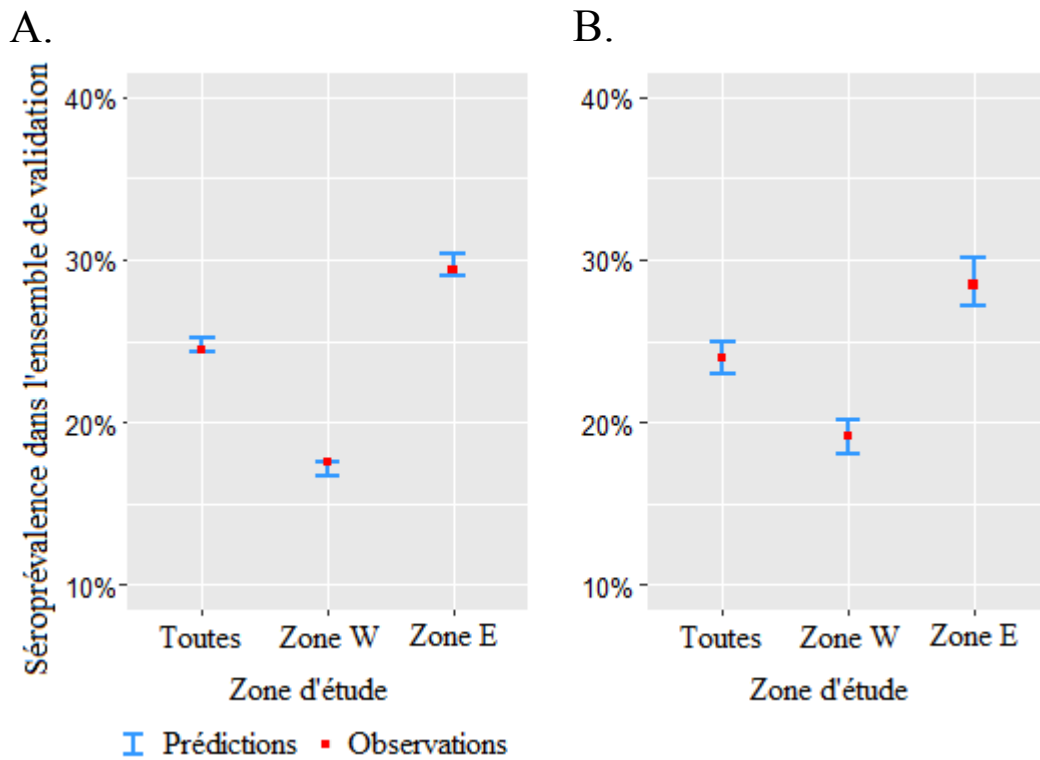 A.
B.
Séroprévalence dans l'ensemble de validation
40%
30%
20%
10%
Toutes Zone W Zone E
Zone d'étude
40%
30%
20%
10%
Toutes Zone W Zone E
Zone d'étude
Prédictions Observations